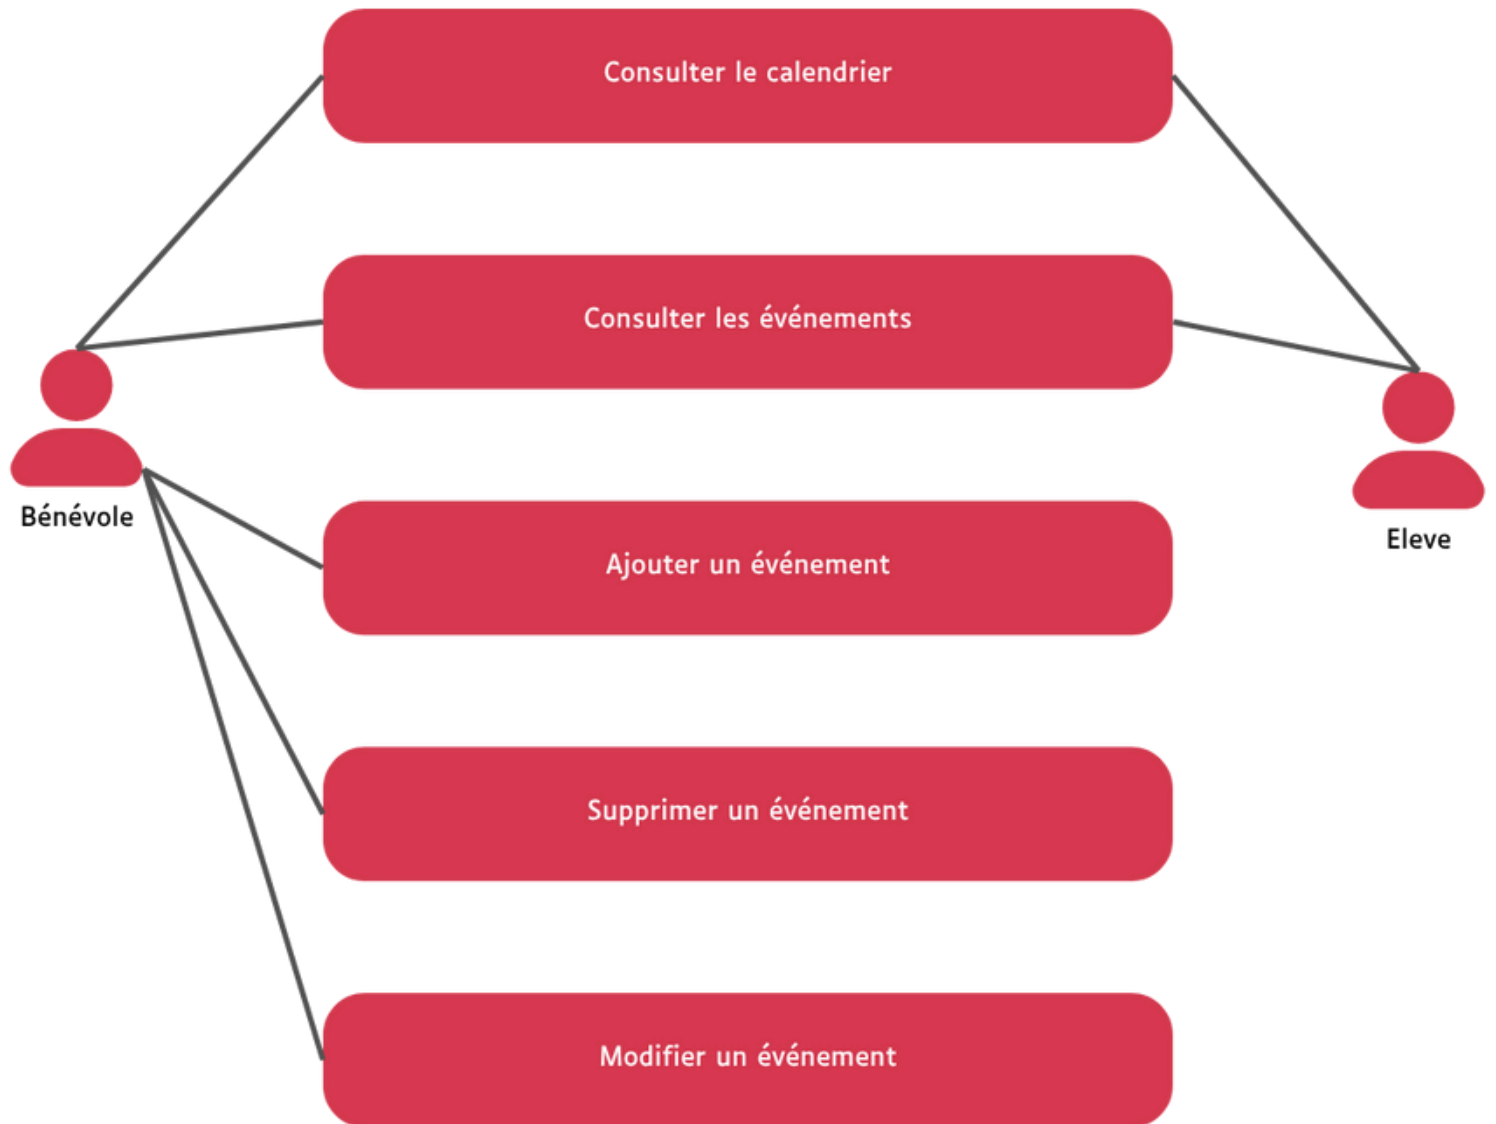 Consulter le calendrier
Consulter les événements
Bénévole
Eleve
Ajouter un événement
Supprimer un événement
Modifier un événement